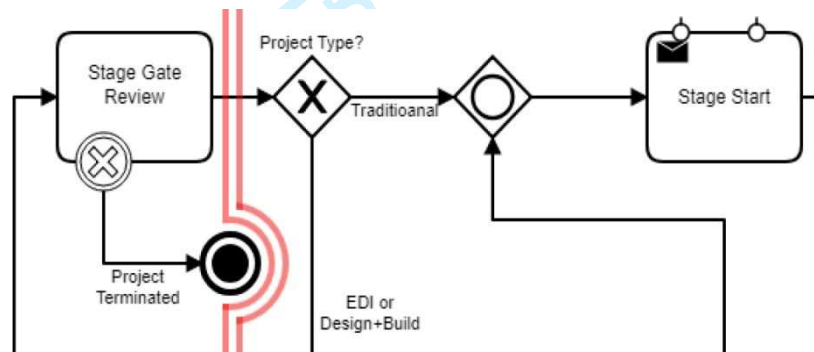 Project Type?
Stage Gate
Review
Traditioanal
Stage Start
Project
Terminated
EDI or
Design+Build